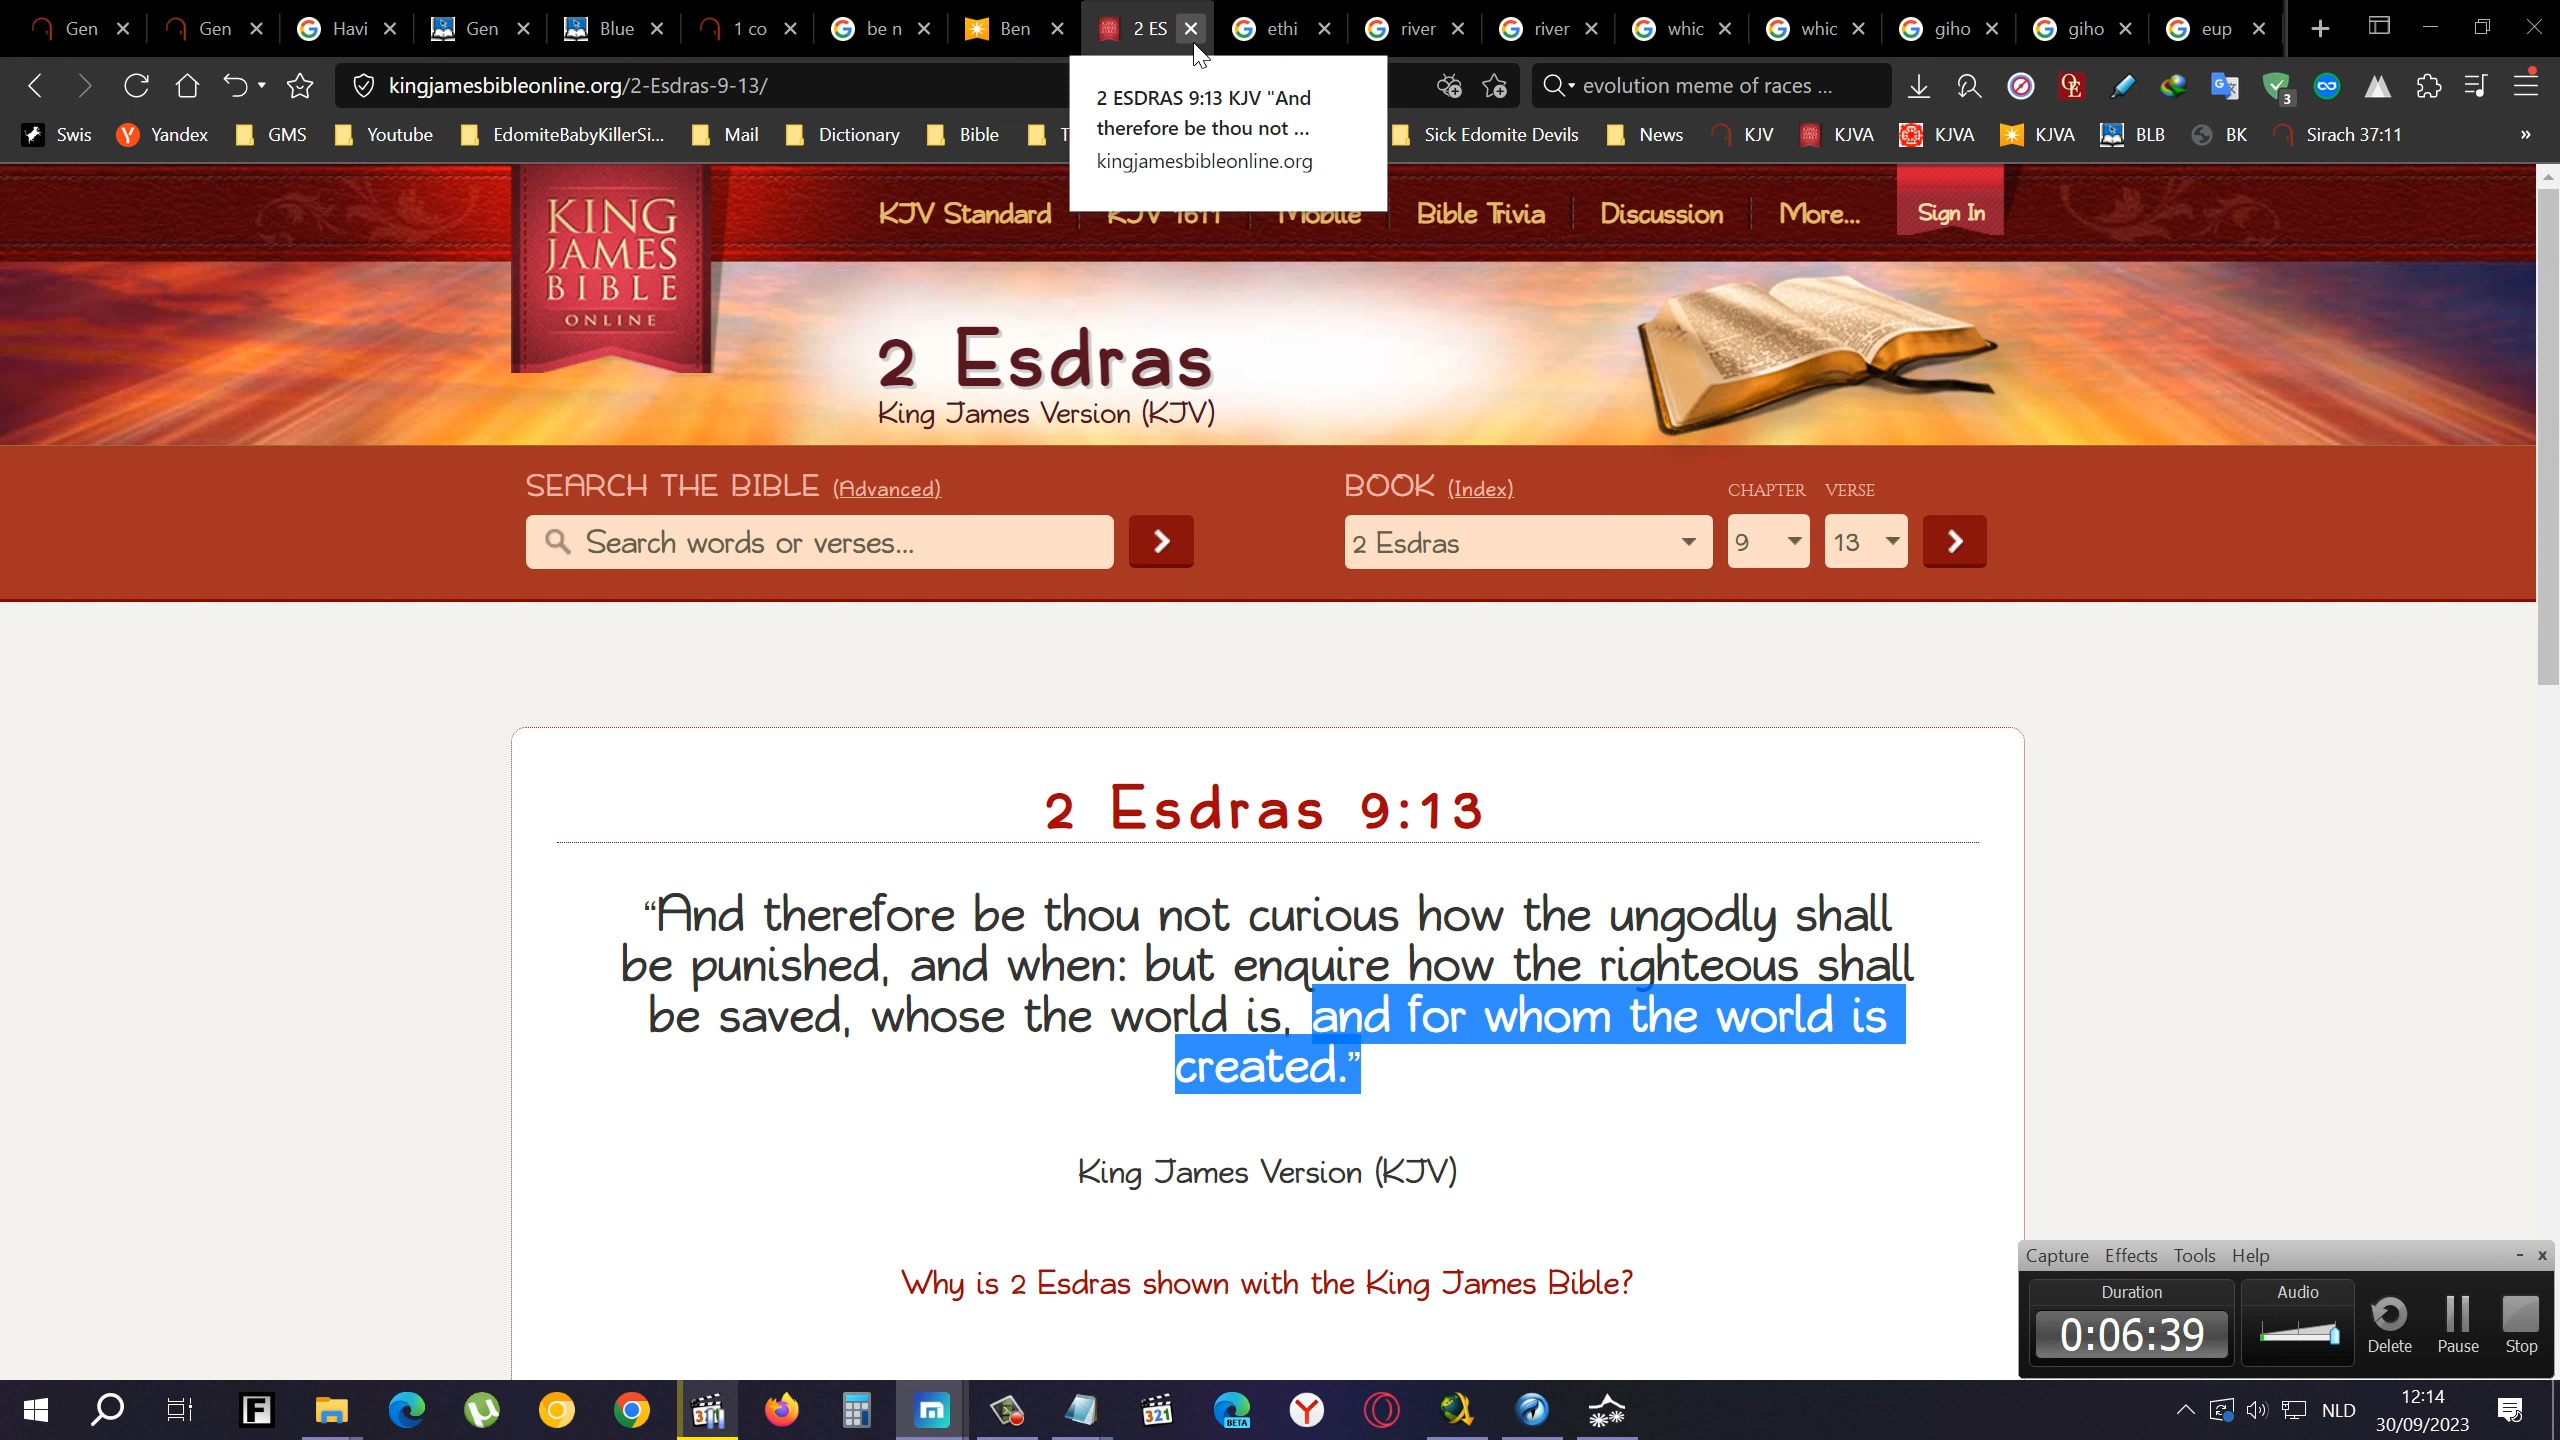 Gen
Gen
Havi
Gen
Blue
1 co
be n
Ben
2 ES
ethi
river
river
whic
whic
giho
giho
eup
kingjamesbibleonline.org/2-Esdras-9-13/
evolution meme of races ...
3
2 ESDRAS 9:13 KJV "And
therefore be thou not ...
kingjamesbibleonline.org
Swis
Yandex
GMS
Youtube
EdomiteBabyKillerSi...
Mail
Dictionary
Bible
Sick Edomite Devils
News
KJV
KJVA
KJVA
KJVA
BLB
BK
Sirach 37:11
»
KING
JAMES
BIBLE
ONLINE
KJV Standard
KJV 1611
Mobile
Bible Trivia
Discussion
More...
Sign In
2 Esdras
King James Version (KJV)
SEARCH THE BIBLE (Advanced)
Search words or verses...
BOOK (Index)
CHAPTER
VERSE
2 Esdras
9
13
2 Esdras 9:13
“And therefore be thou not curious how the ungodly shall
be punished, and when: but enquire how the righteous shall
be saved, whose the world is, and for whom the world is
created.”
King James Version (KJV)
Why is 2 Esdras shown with the King James Bible?
Capture Effects Tools Help
Duration
0:06:39
Audio
Delete
Pause
Stop
321
BETA
NLD
12:14
30/09/2023